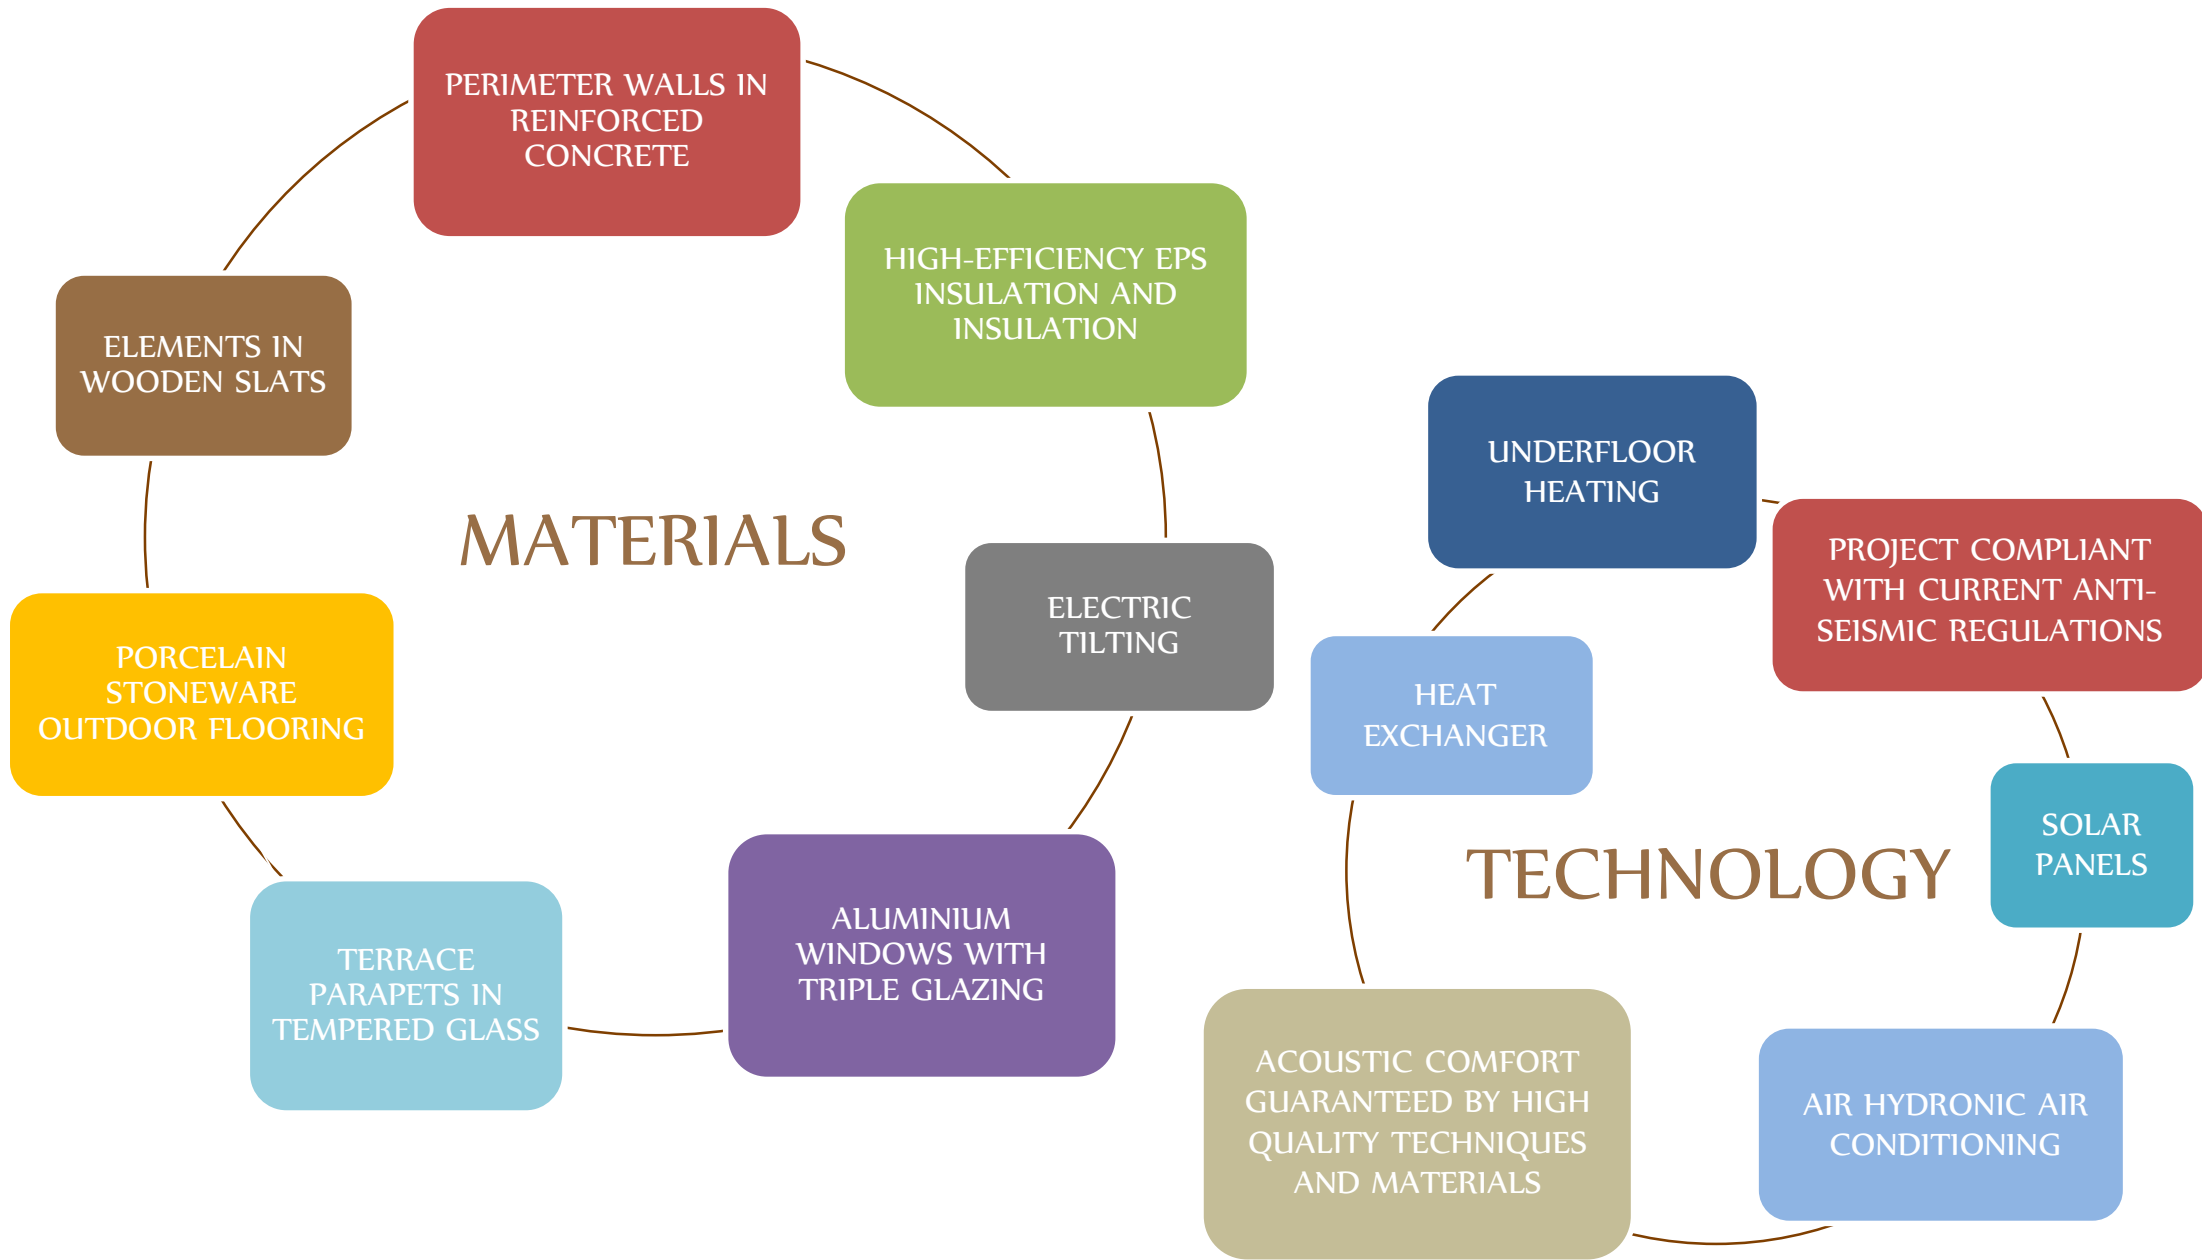 PERIMETER WALLS IN
REINFORCED
CONCRETE
HIGH-EFFICIENCY EPS
INSULATION AND
INSULATION
ELEMENTS IN
WOODEN SLATS
MATERIALS
ELECTRIC
TILTING
PORCELAIN
STONEWARE
OUTDOOR FLOORING
ALUMINIUM
WINDOWS WITH
TRIPLE GLAZING
TERRACE
PARAPETS IN
TEMPERED GLASS
UNDERFLOOR
HEATING
PROJECT COMPLIANT
WITH CURRENT ANTI-
SEISMIC REGULATIONS
HEAT
EXCHANGER
TECHNOLOGY
SOLAR
PANELS
ACOUSTIC COMFORT
GUARANTEED BY HIGH
QUALITY TECHNIQUES
AND MATERIALS
AIR HYDRONIC AIR
CONDITIONING